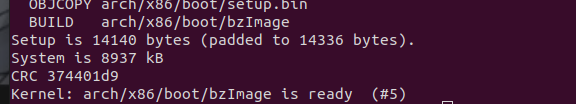 OBJCOPY arch/x86/boot/setup.bin
BUILD   arch/x86/boot/bzImage
Setup is 14140 bytes (padded to 14336 bytes).
System is 8937 kB
CRC 374401d9
Kernel: arch/x86/boot/bzImage is ready  (#5)